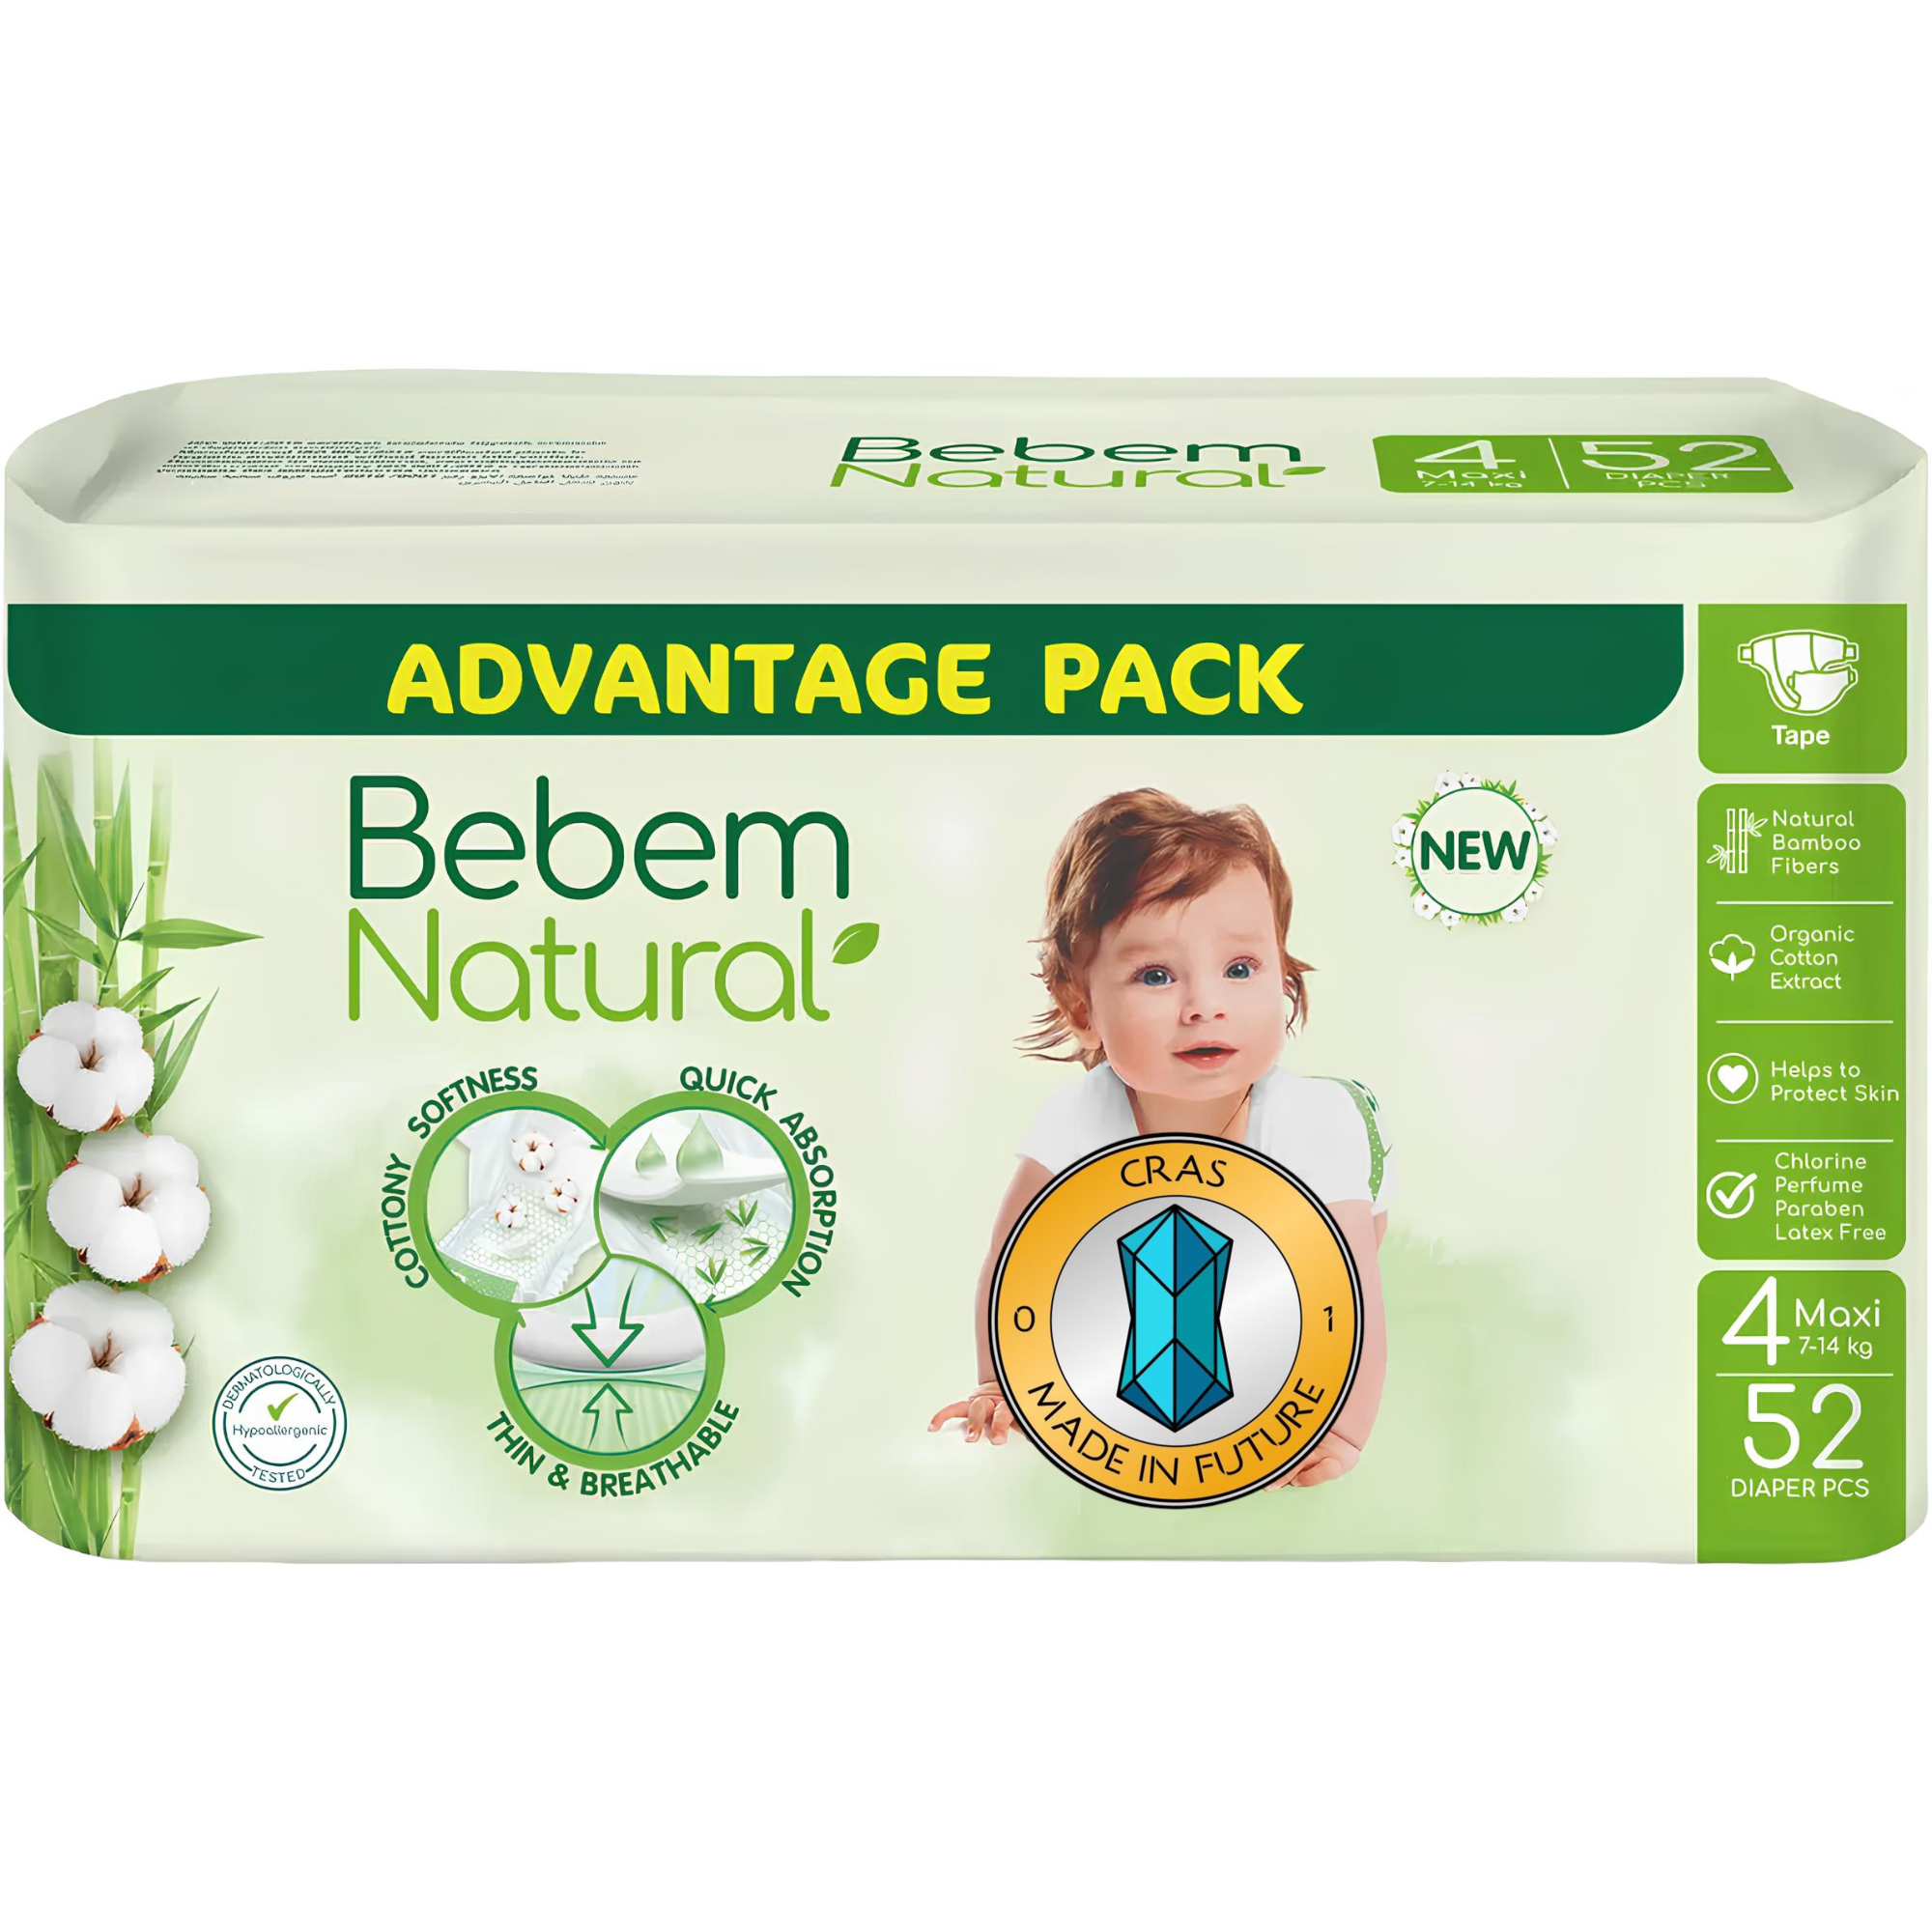 Bebem
Natural
4
Maxi
7-14 kg
52
DIAPER
PCS
ADVANTAGE PACK
Tape
Bebem
Natural
NEW
Natural
Bamboo
Fibers
Organic
Cotton
Extract
Helps to
Protect Skin
Chlorine
Perfume
Paraben
Latex Free
COTTONY SOFTNESS
QUICK ABSORPTION
THIN & BREATHABLE
DERMATOLOGICALLY
Hypoallergenic
TESTED
CRAS
0 1
MADE IN FUTURE
4 Maxi
7-14 kg
52
DIAPER PCS